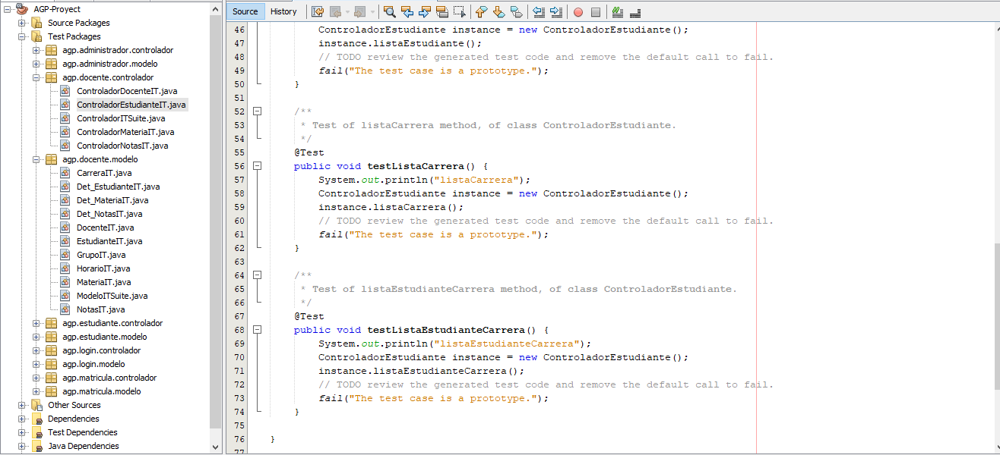 AGP-Proyect
Source Packages
Test Packages
agp.administrador.controlador
agp.administrador.modelo
agp.docente.controlador
ControladorDocenteIT.java
ControladorEstudianteIT.java
ControladorITSuite.java
ControladorMateriaIT.java
ControladorNotasIT.java
agp.docente.modelo
CarreraIT.java
Det_EstudianteIT.java
Det_MateriaIT.java
Det_NotasIT.java
DocenteIT.java
EstudianteIT.java
GrupoIT.java
HorarioIT.java
MateriaIT.java
ModeloITSuite.java
NotasIT.java
agp.estudiante.controlador
agp.estudiante.modelo
agp.login.controlador
agp.login.modelo
agp.matricula.controlador
agp.matricula.modelo
Other Sources
Dependencies
Test Dependencies
Java Dependencies
Source History
46 ControladorEstudiante instance = new ControladorEstudiante();
47 instance.listaEstudiante();
48 // TODO review the generated test code and remove the default call to fail.
49 fail("The test case is a prototype.");
50 }
51
52 /**
53 * Test of listaCarrera method, of class ControladorEstudiante.
54 */
55 @Test
56 public void testListaCarrera() {
57 System.out.println("listaCarrera");
58 ControladorEstudiante instance = new ControladorEstudiante();
59 instance.listaCarrera();
60 // TODO review the generated test code and remove the default call to fail.
61 fail("The test case is a prototype.");
62 }
63
64 /**
65 * Test of listaEstudianteCarrera method, of class ControladorEstudiante.
66 */
67 @Test
68 public void testListaEstudianteCarrera() {
69 System.out.println("listaEstudianteCarrera");
70 ControladorEstudiante instance = new ControladorEstudiante();
71 instance.listaEstudianteCarrera();
72 // TODO review the generated test code and remove the default call to fail.
73 fail("The test case is a prototype.");
74 }
75
76 }
77